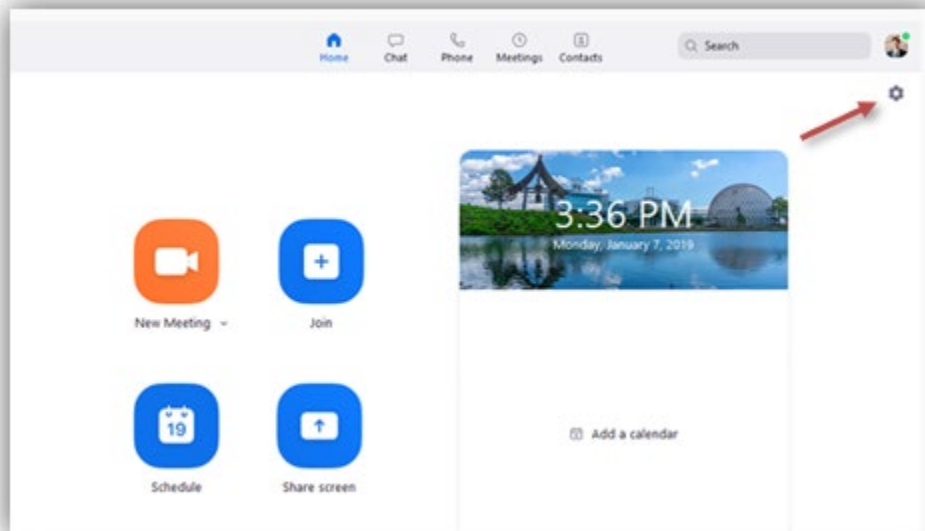 Home Chat Phone Meetings Contacts
Search
3:36 PM
Monday, January 7, 2019
New Meeting
Join
19
Schedule
Share screen
Add a calendar